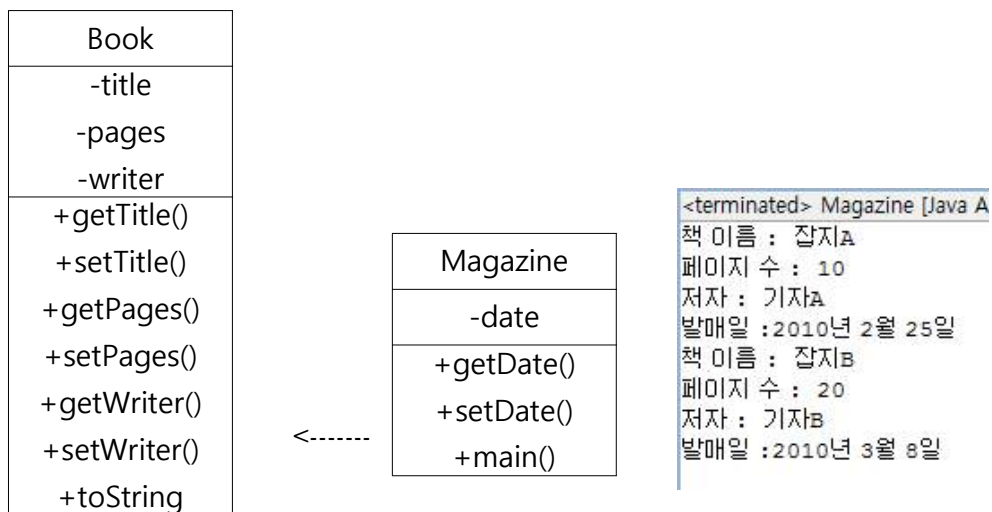 Book
-title
-pages
-writer
+getTitle()
+setTitle()
+getPages()
+setPages()
+getWriter()
+setWriter()
+toString
<-------
Magazine
-date
+getDate()
+setDate()
+main()
<terminated> Magazine [Java A
책 이름 : 잡지A
페이지 수 : 10
저자 : 기자A
발매일 :2010년 2월 25일
책 이름 : 잡지B
페이지 수 : 20
저자 : 기자B
발매일 :2010년 3월 8일